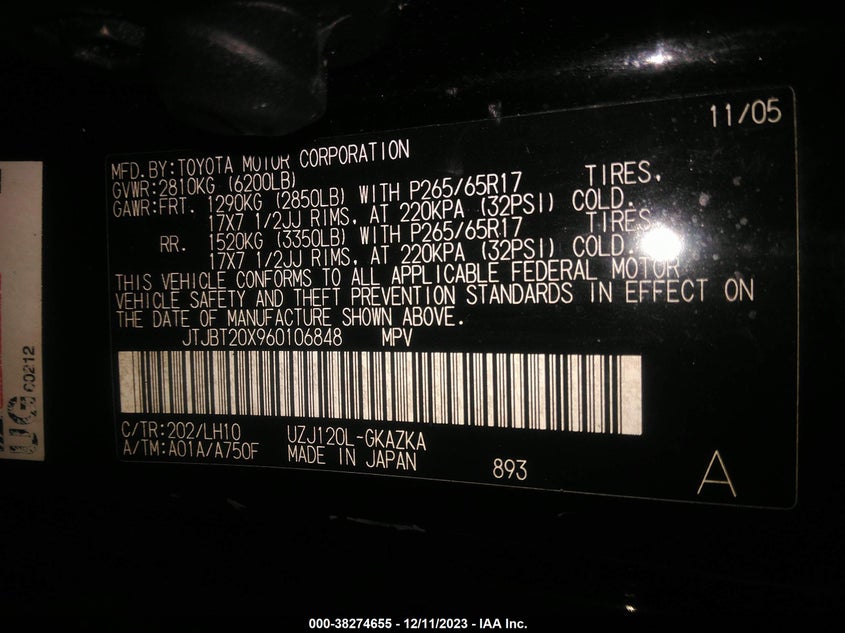 11/05
MFD.BY:TOYOTA MOTOR CORPORATION
GVWR:2810KG (6200LB)
GAWR:FRT. 1290KG (2850LB) WITH P265/65R17 TIRES,
17X7 1/2JJ RIMS, AT 220KPA (32PSI) COLD.
RR. 1520KG (3350LB) WITH P265/65R17 TIRES
17X7 1/2JJ RIMS, AT 220KPA (32PSI) COLD.
THIS VEHICLE CONFORMS TO ALL APPLICABLE FEDERAL MOTOR
VEHICLE SAFETY AND THEFT PREVENTION STANDARDS IN EFFECT ON
THE DATE OF MANUFACTURE SHOWN ABOVE.
JTJBT20X960106848 MPV
C/TR:202/LH10 UZJ120L-GKAZKA
A/TM:A01A/A750F MADE IN JAPAN 893
A
60212
000-38274655 - 12/11/2023 - IAA Inc.